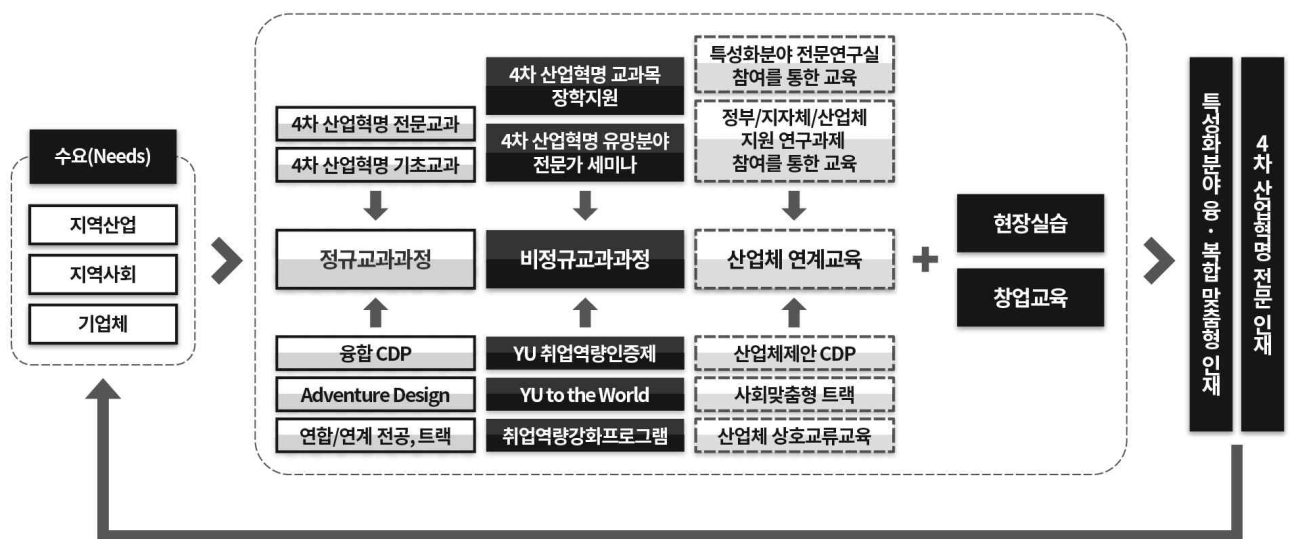 수요(Needs)
지역산업
지역사회
기업체
4차 산업혁명 전문교과
4차 산업혁명 기초교과
정규교과과정
융합 CDP
Adventure Design
연합/연계 전공, 트랙
4차 산업혁명 교과목
장학지원
4차 산업혁명 유망분야
전문가 세미나
비정규교과과정
YU 취업역량인증제
YU to the World
취업역량강화프로그램
특성화분야 전문연구실
참여를 통한 교육
정부/지자체/산업체
지원 연구과제
참여를 통한 교육
산업체 연계교육
산업체제안 CDP
사회맞춤형 트랙
산업체 상호교류교육
현장실습
창업교육
특성화분야 융·복합 맞춤형 인재
4차 산업혁명 전문 인재